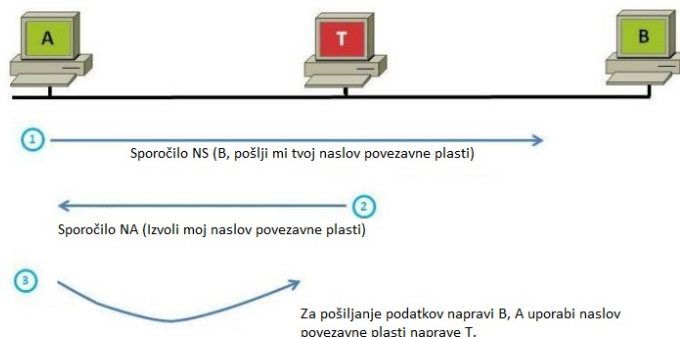 A
T
B
1
Sporočilo NS (B, pošlji mi tvoj naslov povezavne plasti)
2
Sporočilo NA (Izvoli moj naslov povezavne plasti)
3
Za pošiljanje podatkov napravi B, A uporabi naslov
povezavne plasti naprave T.